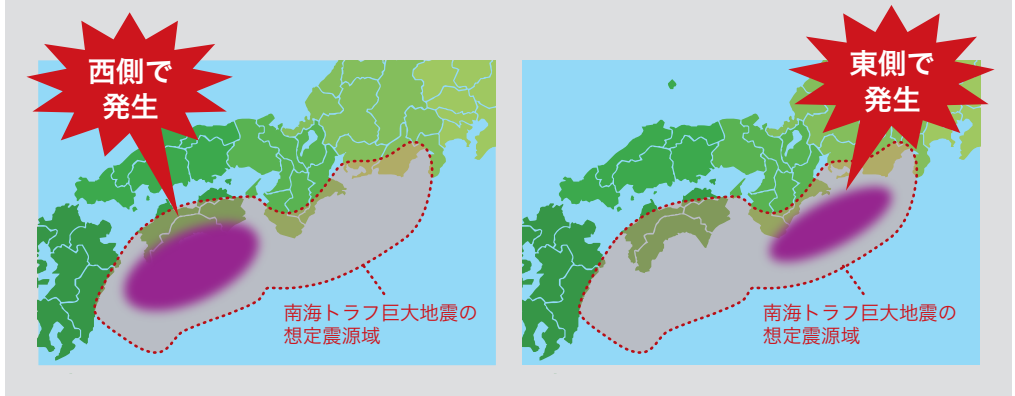 西側で
発生
南海トラフ巨大地震の
想定震源域
東側で
発生
南海トラフ巨大地震の
想定震源域